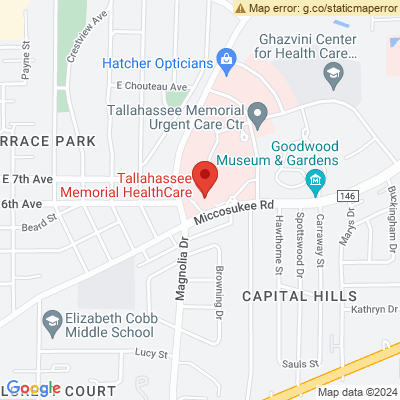 Map error: g.co/staticmaperror
Payne St
Crestview Ave
Ghazvini Center
for Health Care...
Hatcher Opticians
E Chouteau Ave
Tallahassee Memorial
Urgent Care Ctr
RRACE PARK
Goodwood
Museum & Gardens
E 7th Ave
Tallahassee
Memorial HealthCare
6th Ave
Beard St
Miccosukee Rd
146
Magnolia Dr
Browning Dr
Hawthorne St
Spottswood Dr
Carraway St
Marys Dr
Buckingham Dr
CAPITAL HILLS
Kathryn Dr
Elizabeth Cobb
Middle School
Lucy St
Sauls St
COURT
Google
Map data ©2024